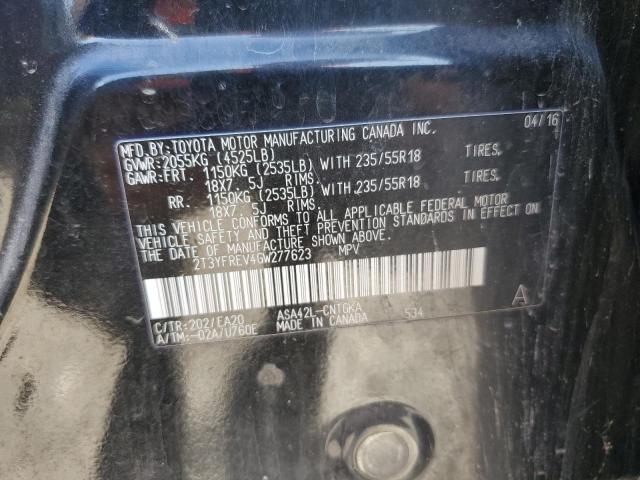 MFD.BY:TOYOTA MOTOR MANUFACTURING CANADA INC. 04/16
GVWR:2055KG (4525LB)
GAWR:FRT. 1150KG (2535LB) WITH 235/55R18 TIRES,
18X7. 5J RIMS.
RR. 1150KG (2535LB) WITH 235/55R18 TIRES,
18X7. 5J RIMS.
THIS VEHICLE CONFORMS TO ALL APPLICABLE FEDERAL MOTOR
VEHICLE SAFETY AND THEFT PREVENTION STANDARDS IN EFFECT ON
THE DATE OF MANUFACTURE SHOWN ABOVE.
2T3YFREV4GW277623 MPV
C/TR:202/EA20 ASA42L-CNTGKA A
A/TM:-02A/U760E MADE IN CANADA 534